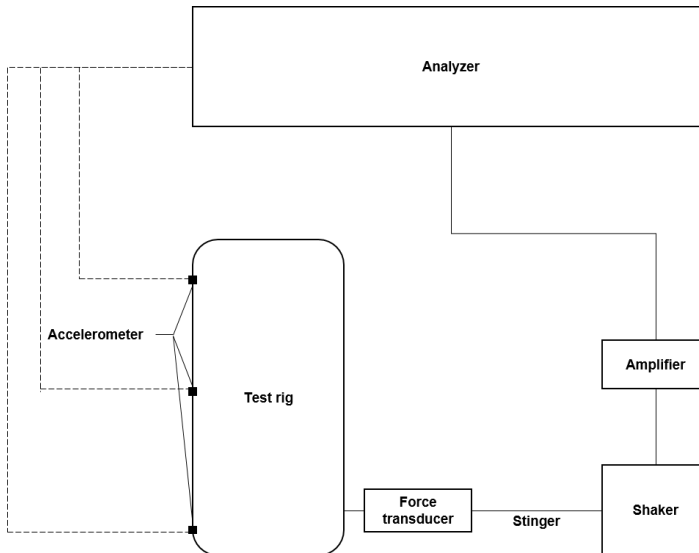 Analyzer
Accelerometer
Amplifier
Test rig
Force
transducer
Stinger
Shaker